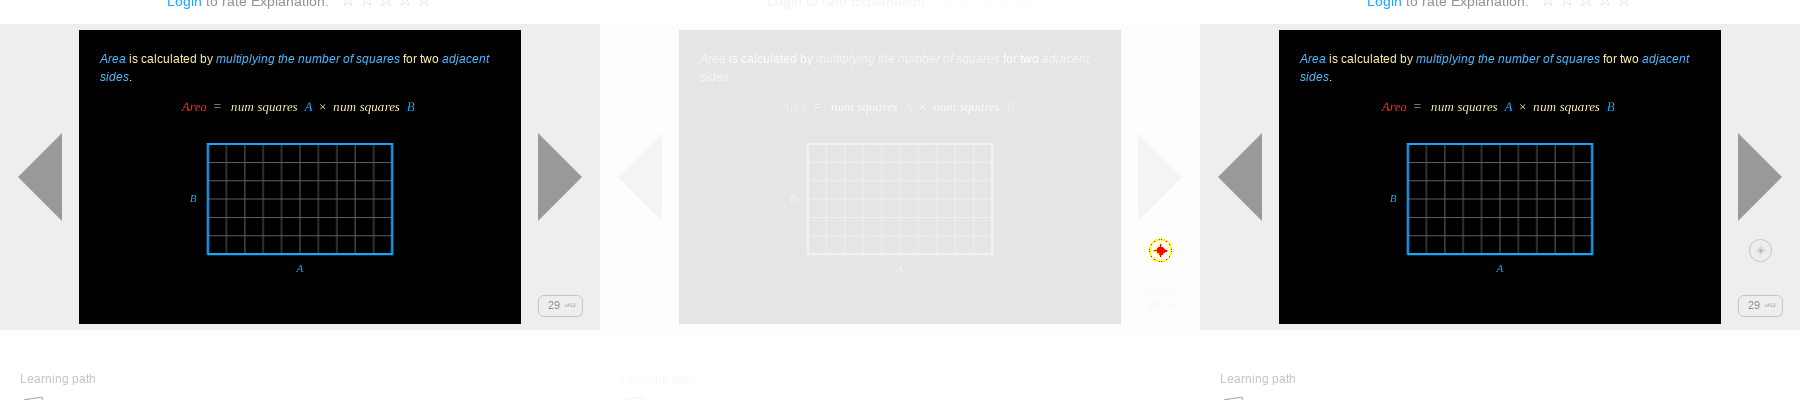 Login to rate Explanation.
Area is calculated by multiplying the number of squares for two adjacent
sides.
Area = num squares A × num squares B
B
A
29
Learning path
Login to rate Explanation.
Area is calculated by multiplying the number of squares for two adjacent
sides.
Area = num squares A × num squares B
B
A
29
Learning path
Login to rate Explanation.
Area is calculated by multiplying the number of squares for two adjacent
sides.
Area = num squares A × num squares B
B
A
29
Learning path